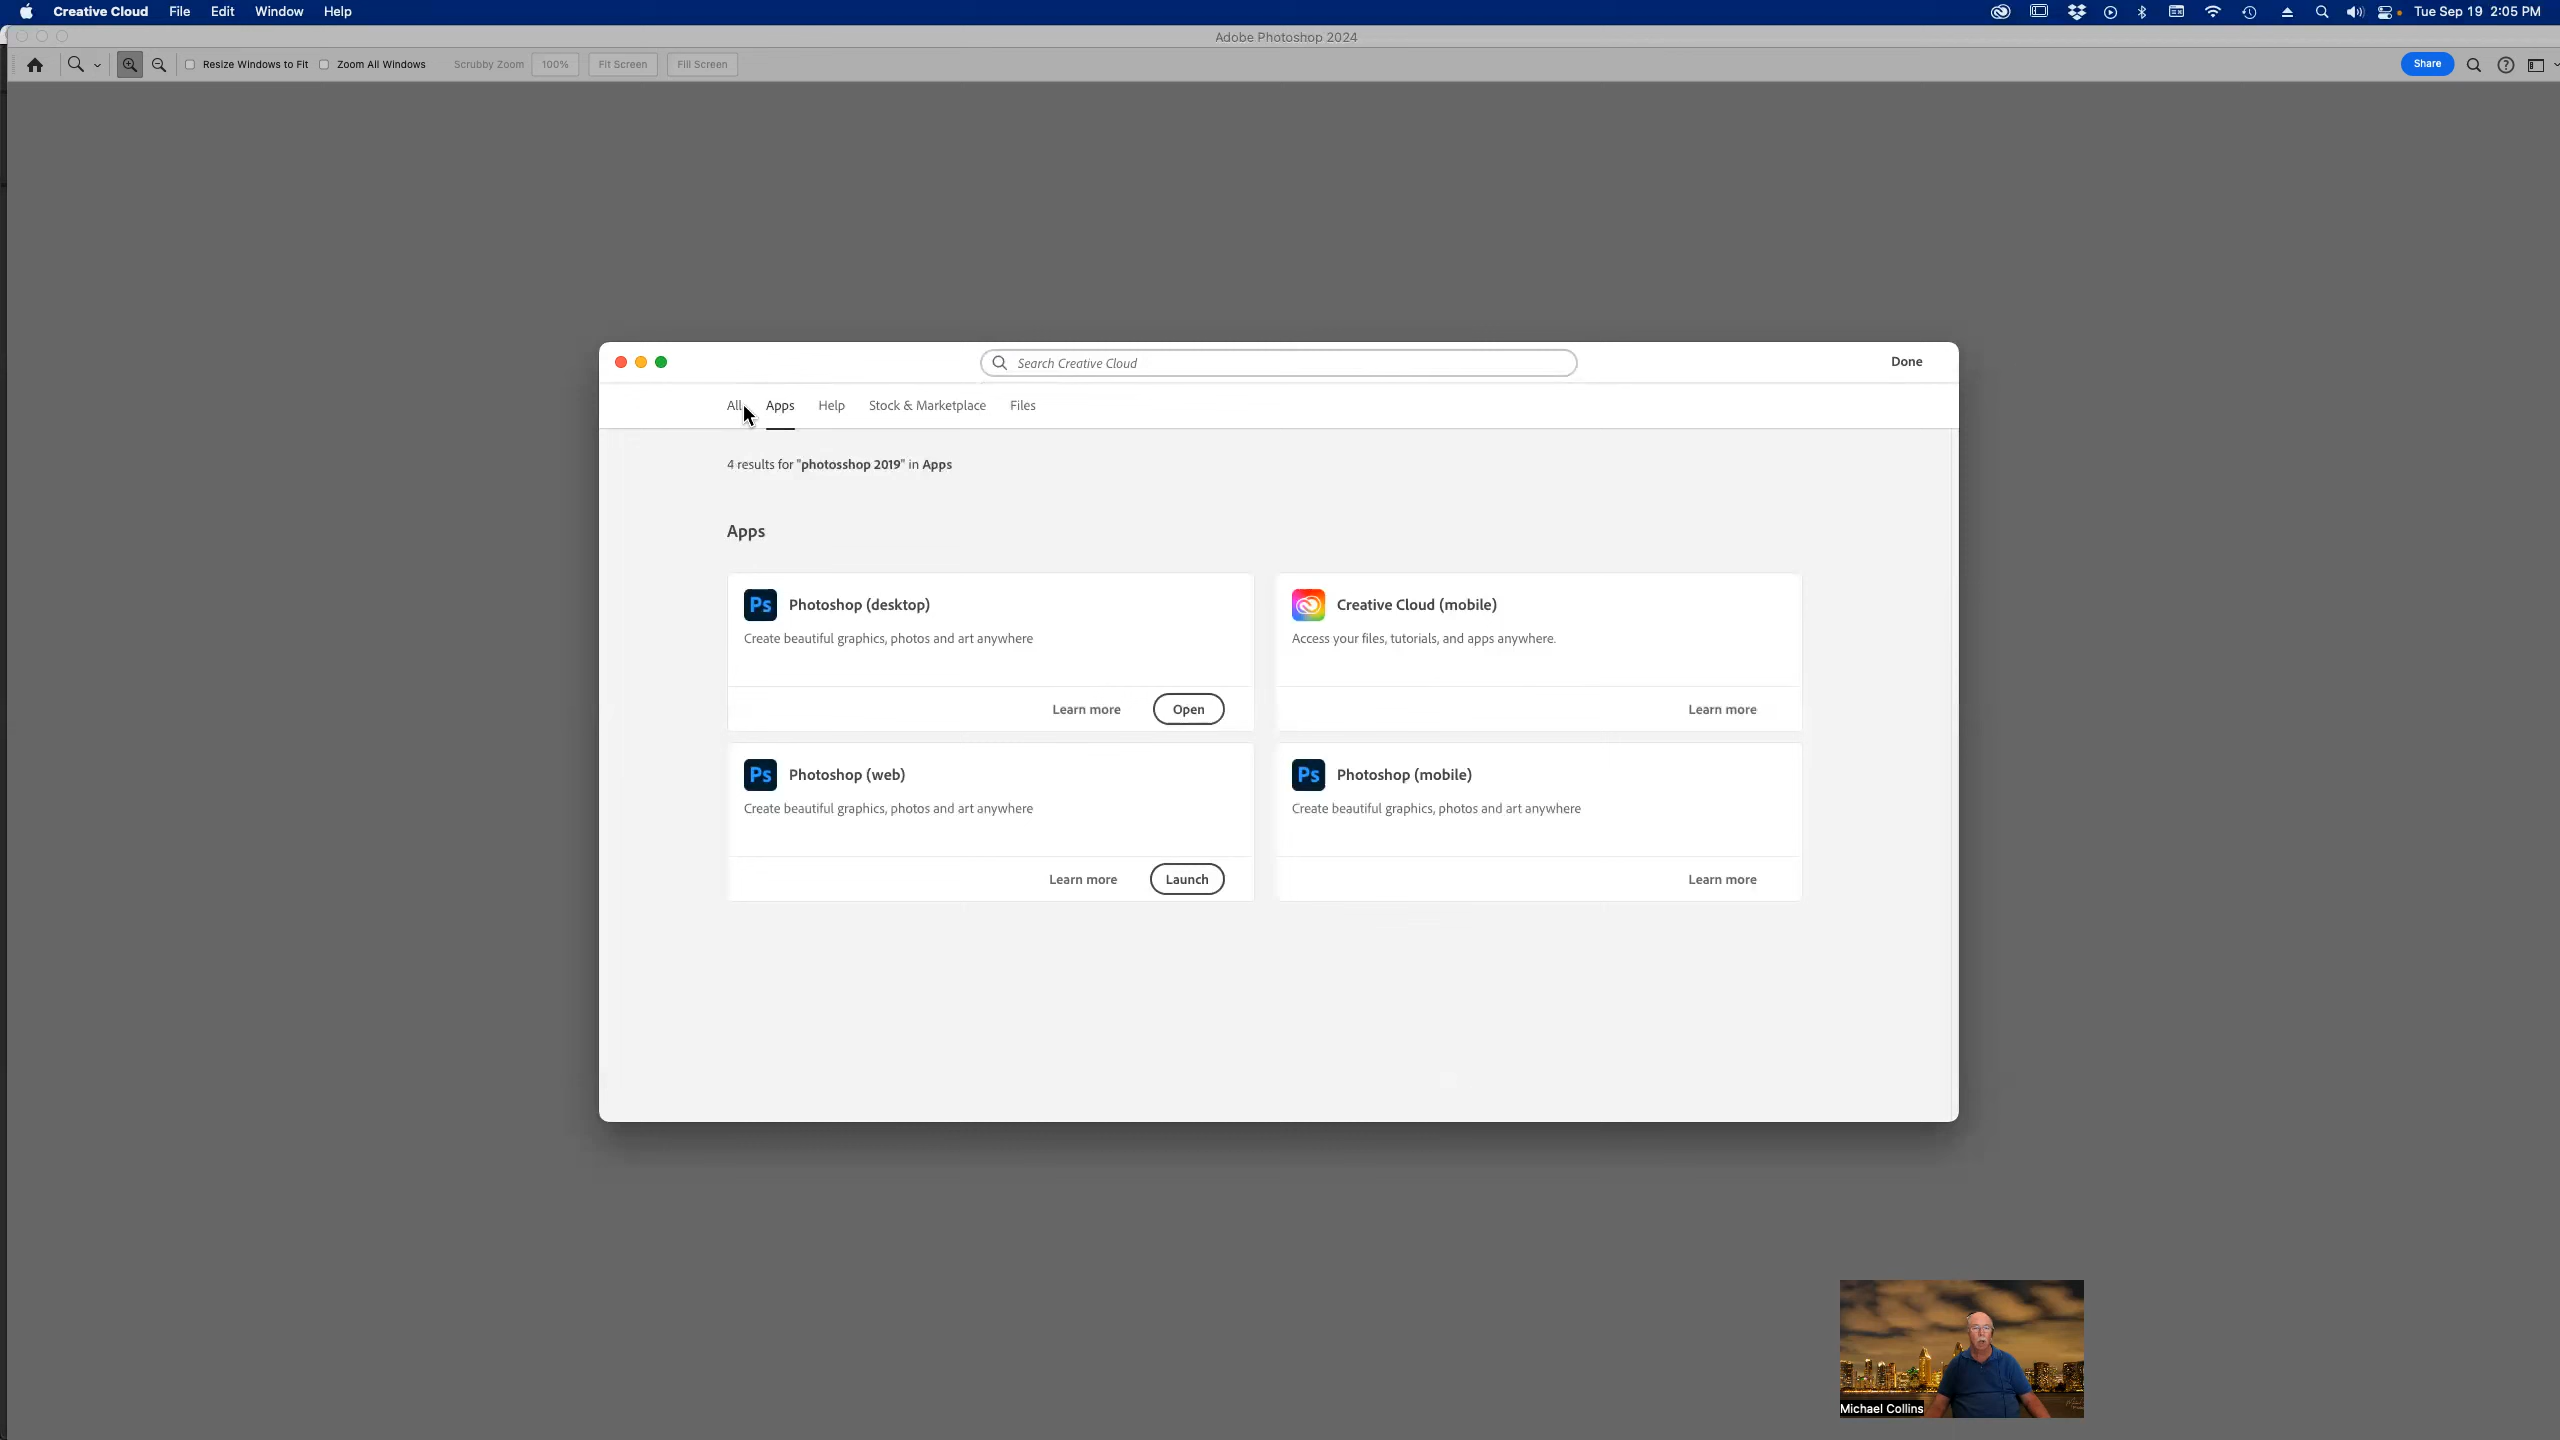 Creative Cloud File Edit Window Help Tue Sep 19 2:05 PM
Adobe Photoshop 2024
Resize Windows to Fit Zoom All Windows Scrubby Zoom 100% Fit Screen Fill Screen Share
Search Creative Cloud Done
All Apps Help Stock & Marketplace Files
4 results for "photosshop 2019" in Apps
Apps
Ps Photoshop (desktop)
Create beautiful graphics, photos and art anywhere
Learn more Open
Creative Cloud (mobile)
Access your files, tutorials, and apps anywhere.
Learn more
Ps Photoshop (web)
Create beautiful graphics, photos and art anywhere
Learn more Launch
Ps Photoshop (mobile)
Create beautiful graphics, photos and art anywhere
Learn more
Michael Collins